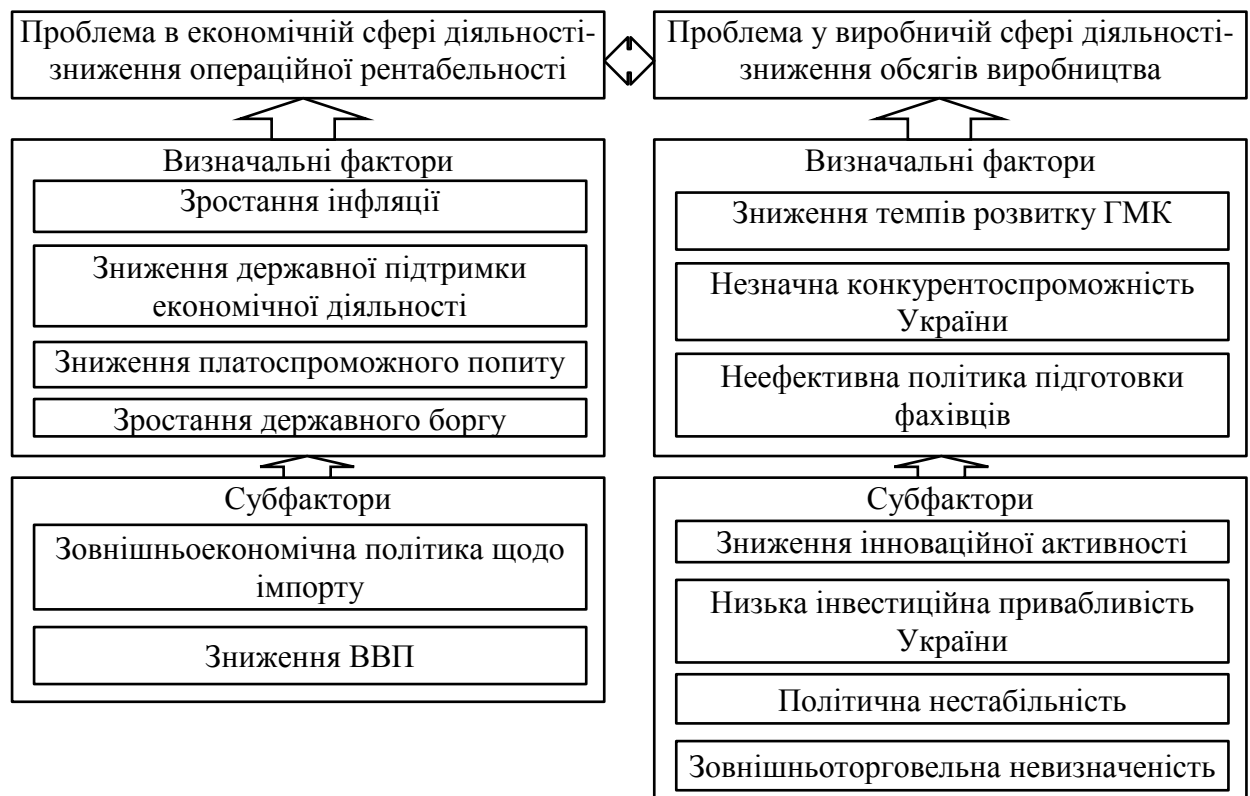 Проблема в економічній сфері діяльності-
зниження операційної рентабельності
Визначальні фактори
Зростання інфляції
Зниження державної підтримки
економічної діяльності
Зниження платоспроможного попиту
Зростання державного боргу
Субфактори
Зовнішньоекономічна політика щодо
імпорту
Зниження ВВП
Проблема у виробничій сфері діяльності-
зниження обсягів виробництва
Визначальні фактори
Зниження темпів розвитку ГМК
Незначна конкурентоспроможність
України
Неефективна політика підготовки
фахівців
Субфактори
Зниження інноваційної активності
Низька інвестиційна привабливість
України
Політична нестабільність
Зовнішньоторговельна невизначеність